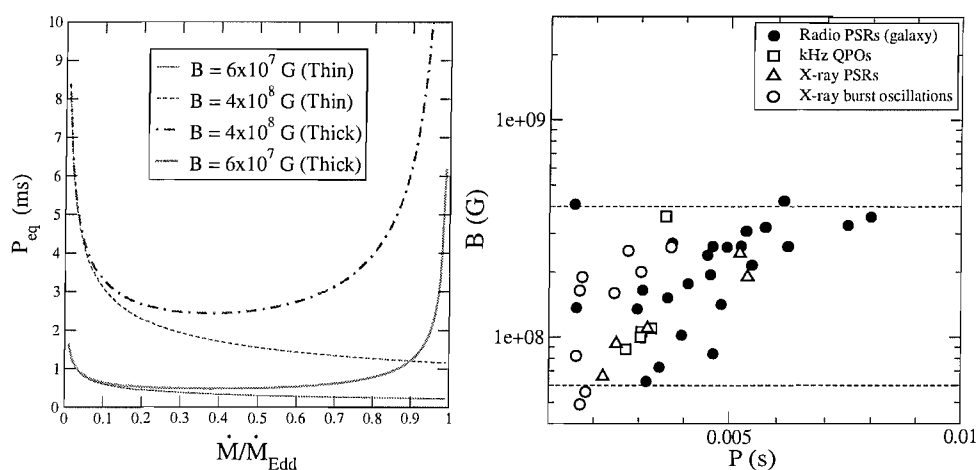 10
9
8
7
6
5
4
3
2
1
0
P_eq (ms)
B = 6x10^7 G (Thin)
B = 4x10^8 G (Thin)
B = 4x10^8 G (Thick)
B = 6x10^7 G (Thick)
0 0.1 0.2 0.3 0.4 0.5 0.6 0.7 0.8 0.9 1
Ṁ/Ṁ_Edd
Radio PSRs (galaxy)
kHz QPOs
X-ray PSRs
X-ray burst oscillations
1e+09
B (G)
1e+08
0.005 0.01
P (s)